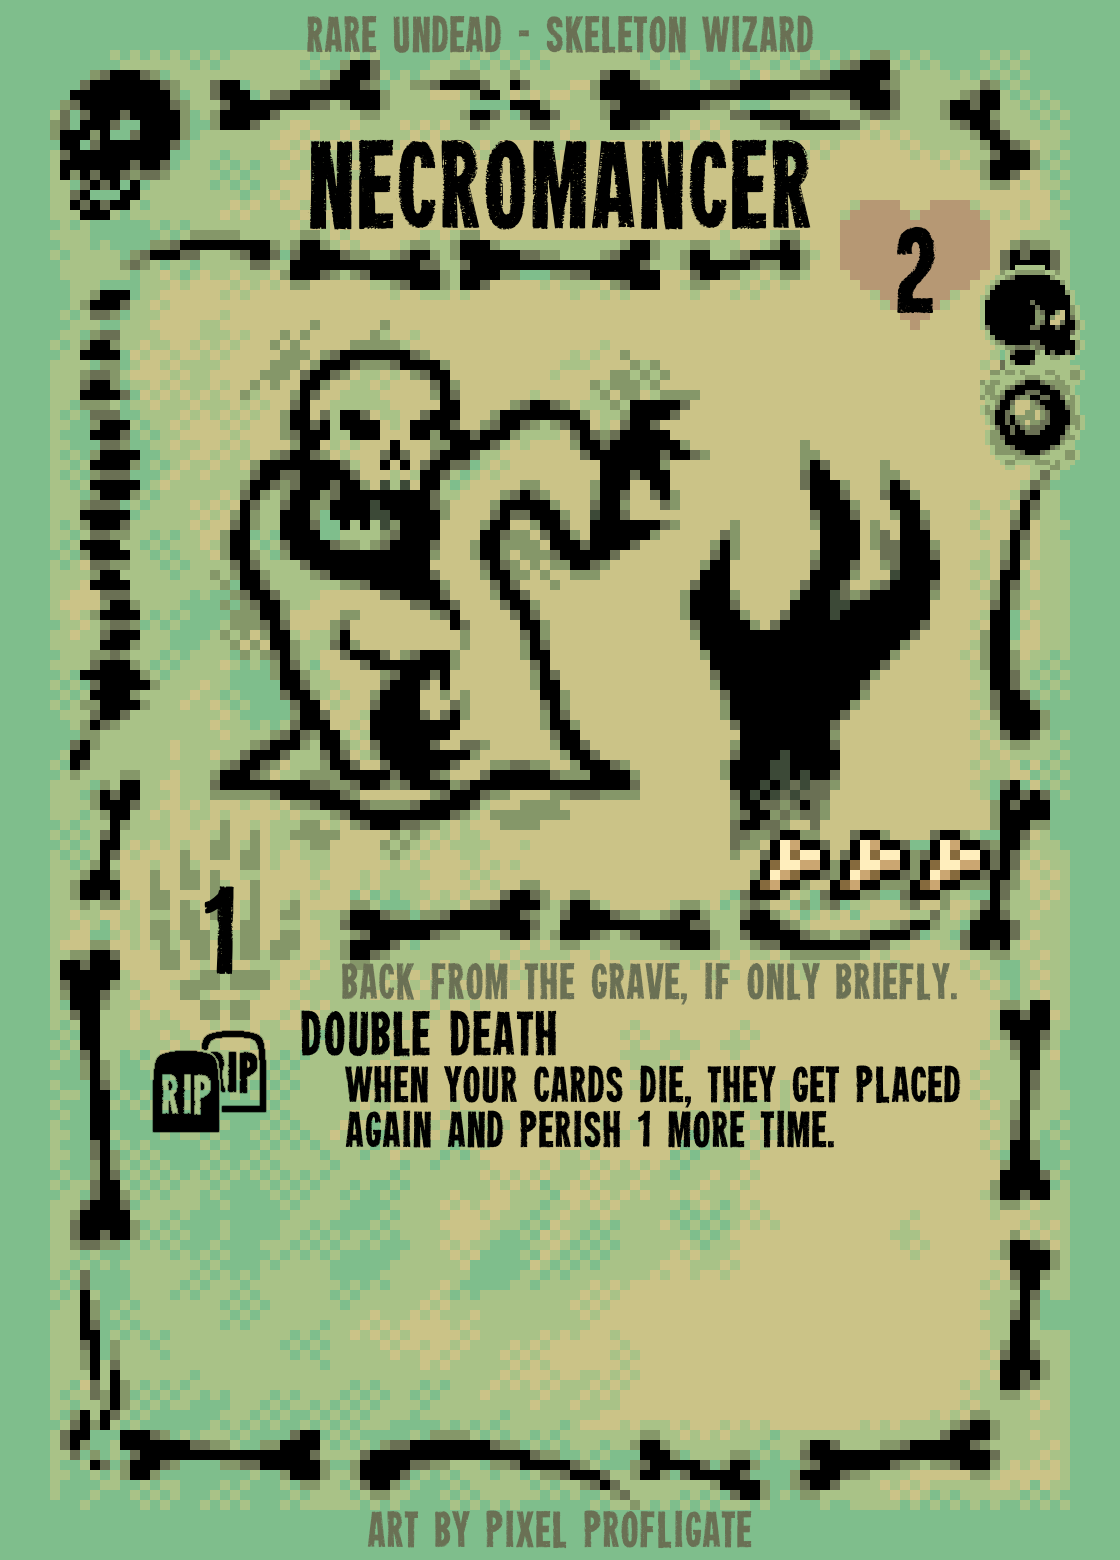 RARE UNDEAD - SKELETON WIZARD
NECROMANCER
2
1
BACK FROM THE GRAVE, IF ONLY BRIEFLY.
DOUBLE DEATH
RIP
RIP
WHEN YOUR CARDS DIE, THEY GET PLACED
AGAIN AND PERISH 1 MORE TIME.
ART BY PIXEL PROFLIGATE